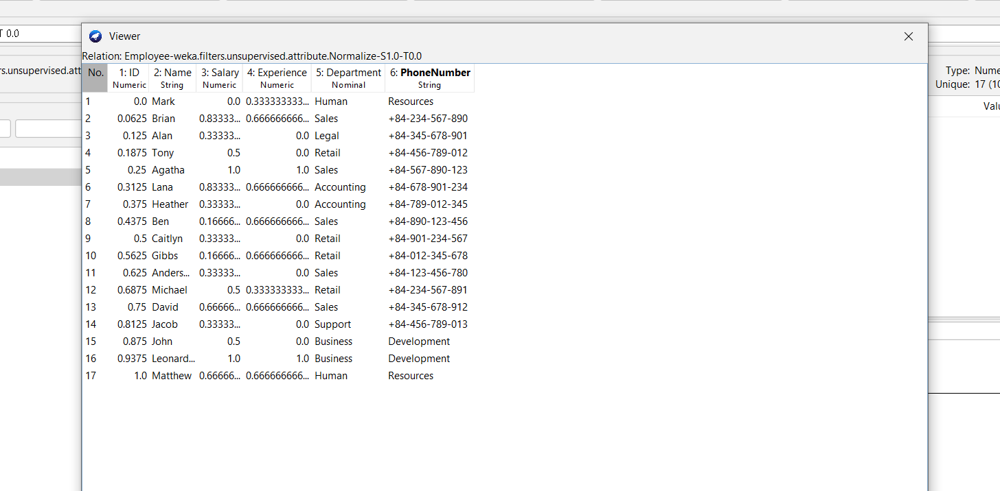 T 0.0
Viewer
Relation: Employee-weka.filters.unsupervised.attribute.Normalize-S1.0-T0.0
rs.unsupervised.att
Type: Nume
Unique: 17 (10
Valu
No. 1: ID 2: Name 3: Salary 4: Experience 5: Department 6: PhoneNumber
Numeric String Numeric Numeric Nominal String
1 0.0 Mark 0.0 0.333333333... Human Resources
2 0.0625 Brian 0.83333... 0.666666666... Sales +84-234-567-890
3 0.125 Alan 0.33333... 0.0 Legal +84-345-678-901
4 0.1875 Tony 0.5 0.0 Retail +84-456-789-012
5 0.25 Agatha 1.0 1.0 Sales +84-567-890-123
6 0.3125 Lana 0.83333... 0.666666666... Accounting +84-678-901-234
7 0.375 Heather 0.33333... 0.0 Accounting +84-789-012-345
8 0.4375 Ben 0.16666... 0.666666666... Sales +84-890-123-456
9 0.5 Caitlyn 0.33333... 0.0 Retail +84-901-234-567
10 0.5625 Gibbs 0.16666... 0.666666666... Retail +84-012-345-678
11 0.625 Anders... 0.33333... 0.0 Sales +84-123-456-780
12 0.6875 Michael 0.5 0.333333333... Retail +84-234-567-891
13 0.75 David 0.66666... 0.666666666... Sales +84-345-678-912
14 0.8125 Jacob 0.33333... 0.0 Support +84-456-789-013
15 0.875 John 0.5 0.0 Business Development
16 0.9375 Leonard... 1.0 1.0 Business Development
17 1.0 Matthew 0.66666... 0.666666666... Human Resources